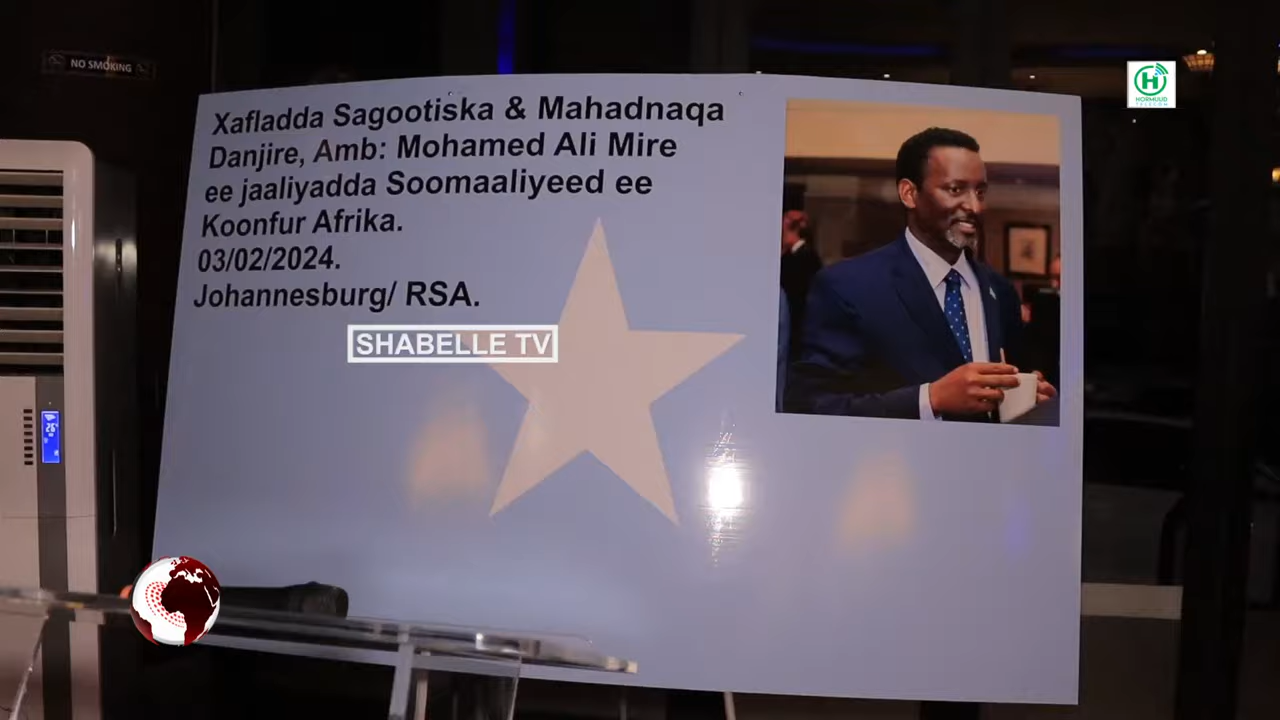 NO SMOKING
HORMUUD
TELECOM
Xafladda Sagootiska & Mahadnaqa
Danjire, Amb: Mohamed Ali Mire
ee jaaliyadda Soomaaliyeed ee
Koonfur Afrika.
03/02/2024.
Johannesburg/ RSA.
SHABELLE TV
26